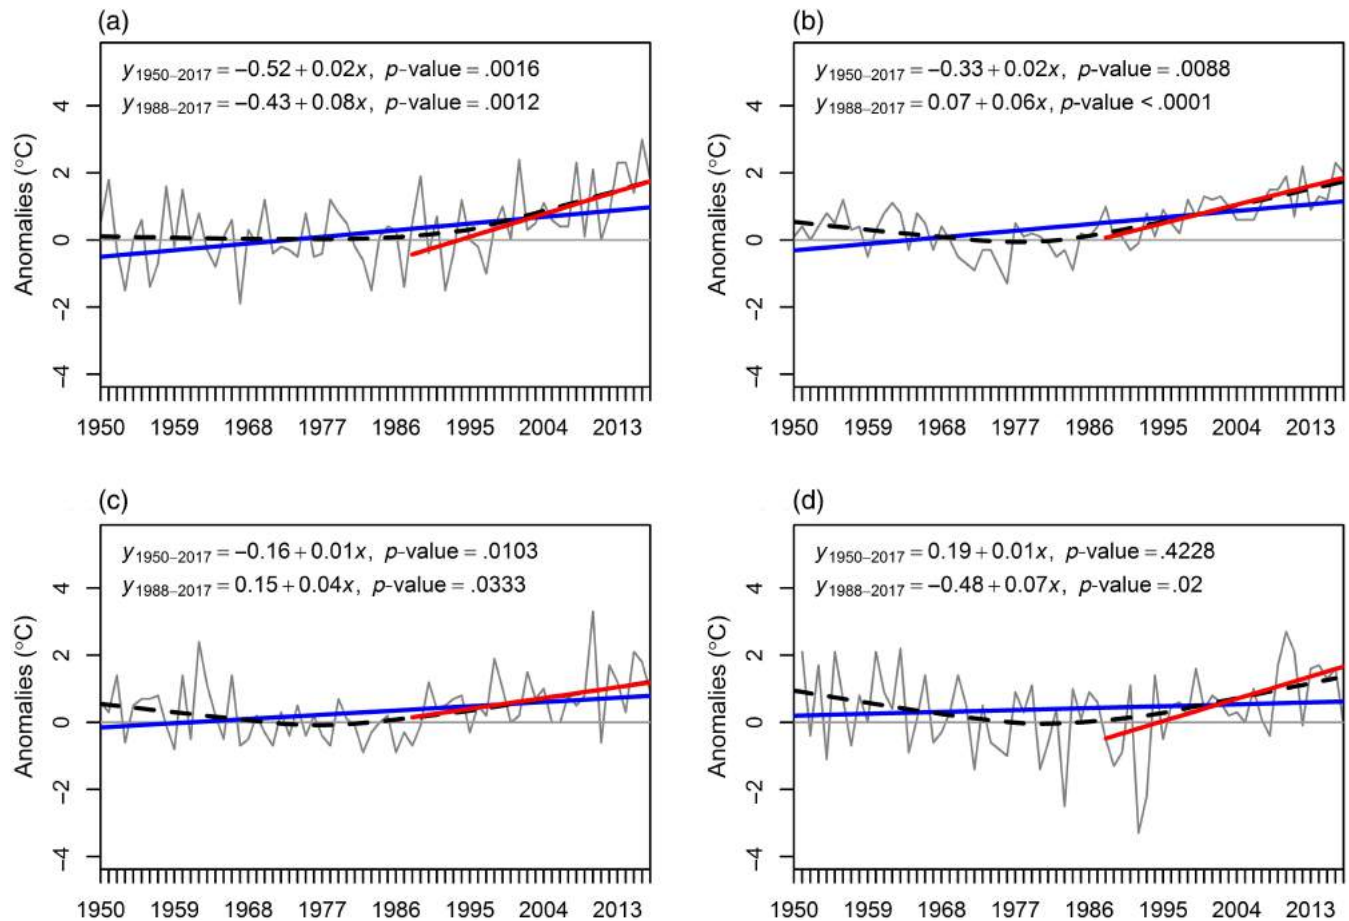 (a)
y1950–2017 = −0.52 + 0.02x, p-value = .0016
y1988–2017 = −0.43 + 0.08x, p-value = .0012
Anomalies (°C)
4
2
0
−2
−4
1950 1959 1968 1977 1986 1995 2004 2013
(b)
y1950–2017 = −0.33 + 0.02x, p-value = .0088
y1988–2017 = 0.07 + 0.06x, p-value < .0001
Anomalies (°C)
4
2
0
−2
−4
1950 1959 1968 1977 1986 1995 2004 2013
(c)
y1950–2017 = −0.16 + 0.01x, p-value = .0103
y1988–2017 = 0.15 + 0.04x, p-value = .0333
Anomalies (°C)
4
2
0
−2
−4
1950 1959 1968 1977 1986 1995 2004 2013
(d)
y1950–2017 = 0.19 + 0.01x, p-value = .4228
y1988–2017 = −0.48 + 0.07x, p-value = .02
Anomalies (°C)
4
2
0
−2
−4
1950 1959 1968 1977 1986 1995 2004 2013